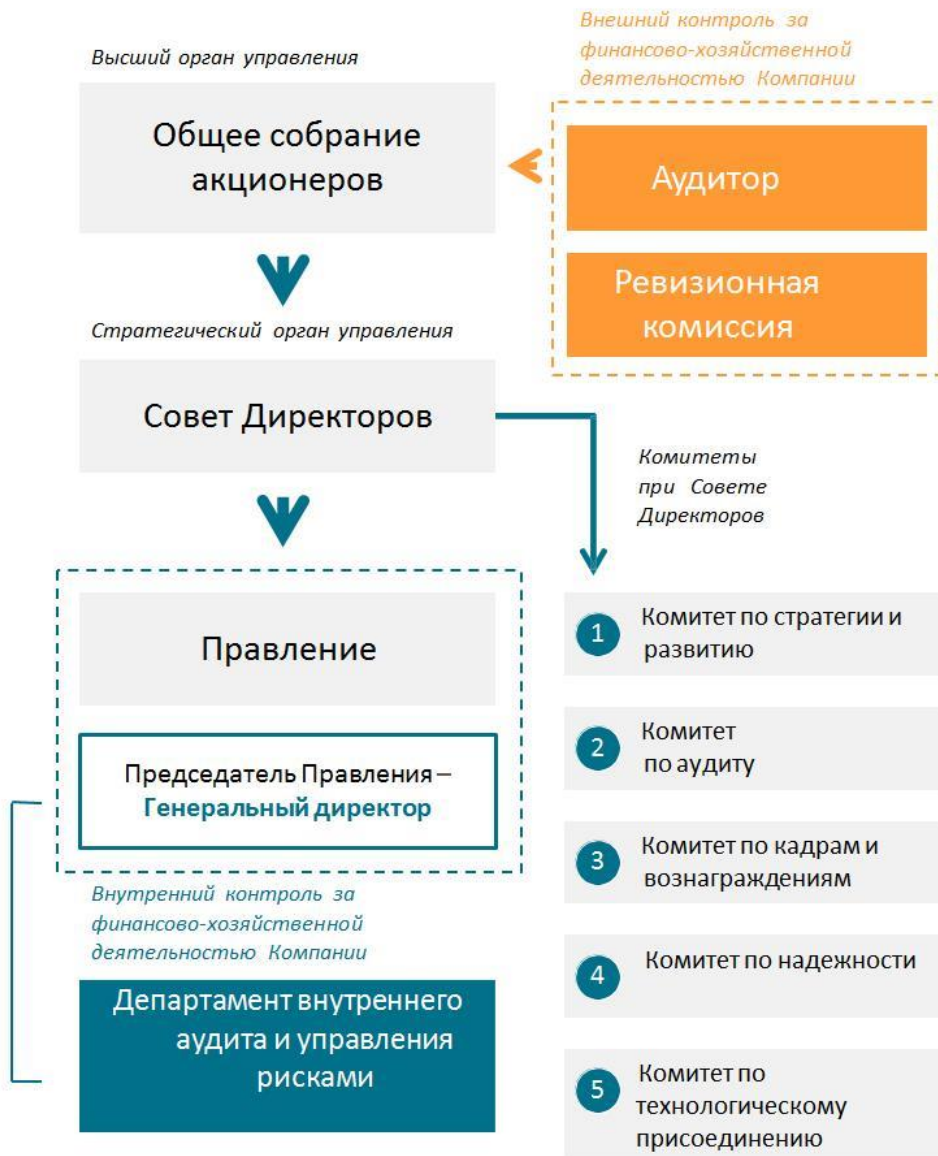 Высший орган управления
Общее собрание
акционеров
Внешний контроль за
финансово-хозяйственной
деятельностью Компании
Аудитор
Ревизионная
комиссия
Стратегический орган управления
Совет Директоров
Комитеты
при Совете
Директоров
Правление
Председатель Правления –
Генеральный директор
Внутренний контроль за
финансово-хозяйственной
деятельностью Компании
Департамент внутреннего
аудита и управления
рисками
1 Комитет по стратегии и
развитию
2 Комитет
по аудиту
3 Комитет по кадрам и
вознаграждениям
4 Комитет по надежности
5 Комитет по
технологическому
присоединению